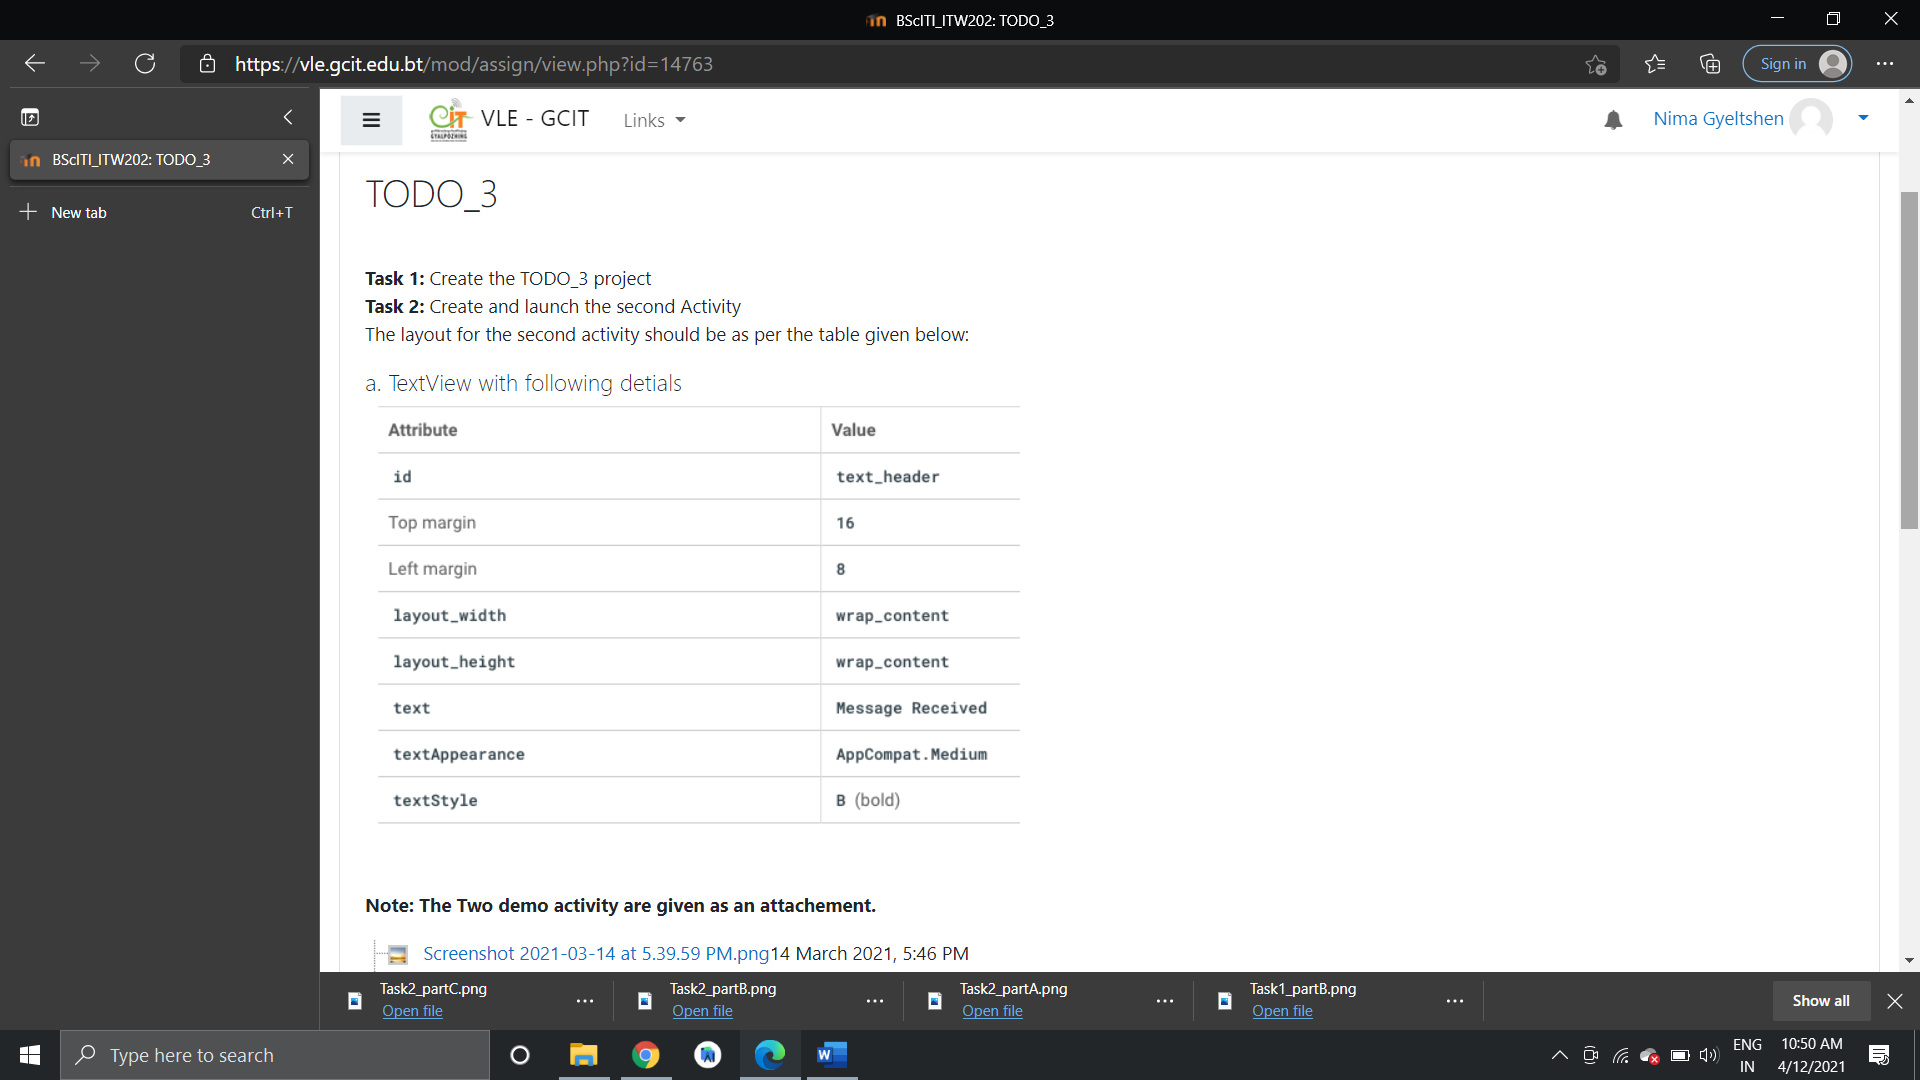 BScITI_ITW202: TODO_3
https://vle.gcit.edu.bt/mod/assign/view.php?id=14763
Sign in
BScITI_ITW202: TODO_3
New tab Ctrl+T
VLE - GCIT
Links
Nima Gyeltshen
TODO_3
Task 1: Create the TODO_3 project
Task 2: Create and launch the second Activity
The layout for the second activity should be as per the table given below:
a. TextView with following detials
Attribute Value
id text_header
Top margin 16
Left margin 8
layout_width wrap_content
layout_height wrap_content
text Message Received
textAppearance AppCompat.Medium
textStyle B (bold)
Note: The Two demo activity are given as an attachement.
Screenshot 2021-03-14 at 5.39.59 PM.png14 March 2021, 5:46 PM
Task2_partC.png
Open file
Task2_partB.png
Open file
Task2_partA.png
Open file
Task1_partB.png
Open file
Show all
Type here to search
ENG
IN
10:50 AM
4/12/2021